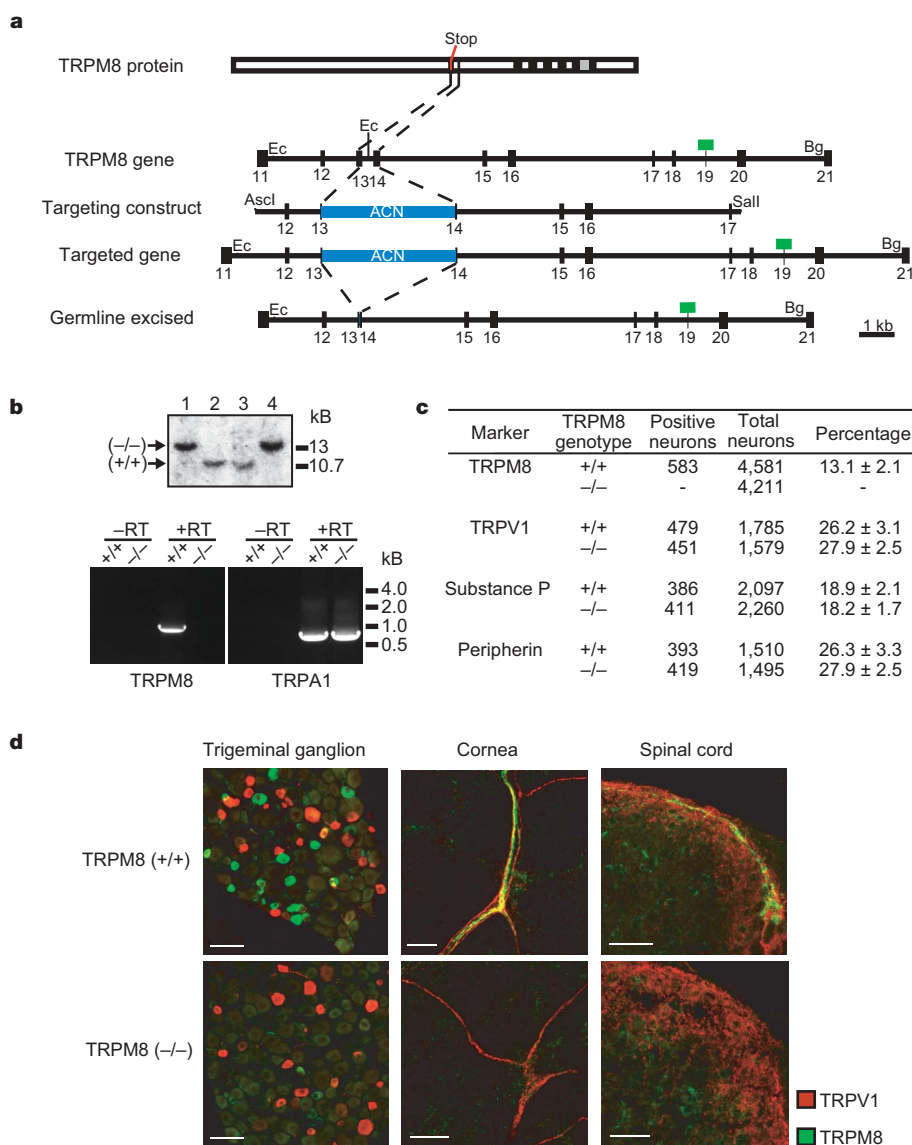 a
Stop
TRPM8 protein
Ec
TRPM8 gene
Ec
Bg
11 12 13 14 15 16 17 18 19 20 21
Targeting construct
AscI
ACN
SalI
12 13 14 15 16 17
Targeted gene
Ec
ACN
Bg
11 12 13 14 15 16 17 18 19 20 21
Germline excised
Ec
Bg
12 13 14 15 16 17 18 19 20 21
1 kb
b
1 2 3 4 kB
(–/–) 13
(+/+) 10.7
–RT +RT –RT +RT
+/+ –/– +/+ –/– +/+ –/– +/+ –/– kB
4.0
2.0
1.0
0.5
TRPM8 TRPA1
c
Marker TRPM8 genotype Positive neurons Total neurons Percentage
TRPM8 +/+ 583 4,581 13.1 ± 2.1
–/– - 4,211 -
TRPV1 +/+ 479 1,785 26.2 ± 3.1
–/– 451 1,579 27.9 ± 2.5
Substance P +/+ 386 2,097 18.9 ± 2.1
–/– 411 2,260 18.2 ± 1.7
Peripherin +/+ 393 1,510 26.3 ± 3.3
–/– 419 1,495 27.9 ± 2.5
d
Trigeminal ganglion Cornea Spinal cord
TRPM8 (+/+)
TRPM8 (–/–)
TRPV1
TRPM8